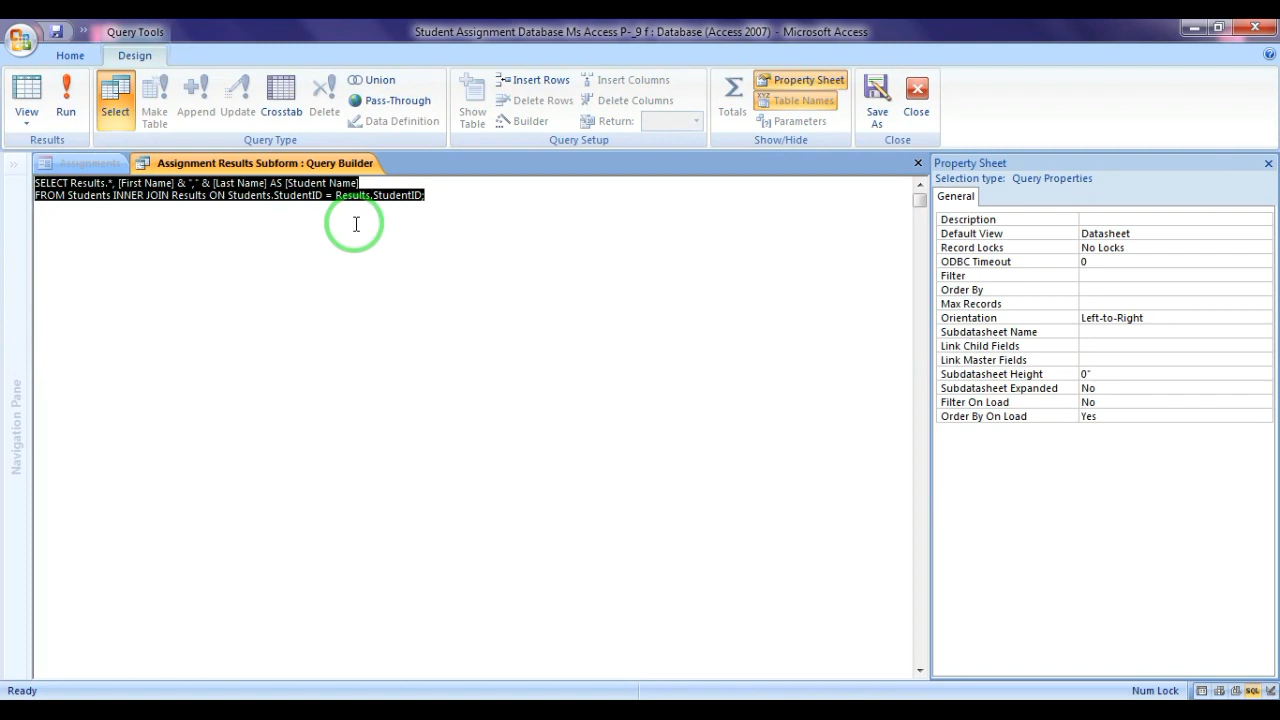 Query Tools
Student Assignment Database Ms Access P-_9 f : Database (Access 2007) - Microsoft Access
Home
Design
View
Run
Results
Select
Make Table
Append
Update
Crosstab
Delete
Union
Pass-Through
Data Definition
Query Type
Show Table
Insert Rows
Delete Rows
Builder
Insert Columns
Delete Columns
Return:
Query Setup
Totals
Property Sheet
Table Names
Parameters
Show/Hide
Save As
Close
Close
Assignments
Assignment Results Subform : Query Builder
SELECT Results.*, [First Name] & "," & [Last Name] AS [Student Name]
FROM Students INNER JOIN Results ON Students.StudentID = Results.StudentID;
Navigation Pane
Property Sheet
Selection type: Query Properties
General
Description
Default View Datasheet
Record Locks No Locks
ODBC Timeout 0
Filter
Order By
Max Records
Orientation Left-to-Right
Subdatasheet Name
Link Child Fields
Link Master Fields
Subdatasheet Height 0"
Subdatasheet Expanded No
Filter On Load No
Order By On Load Yes
Ready
Num Lock
SQL